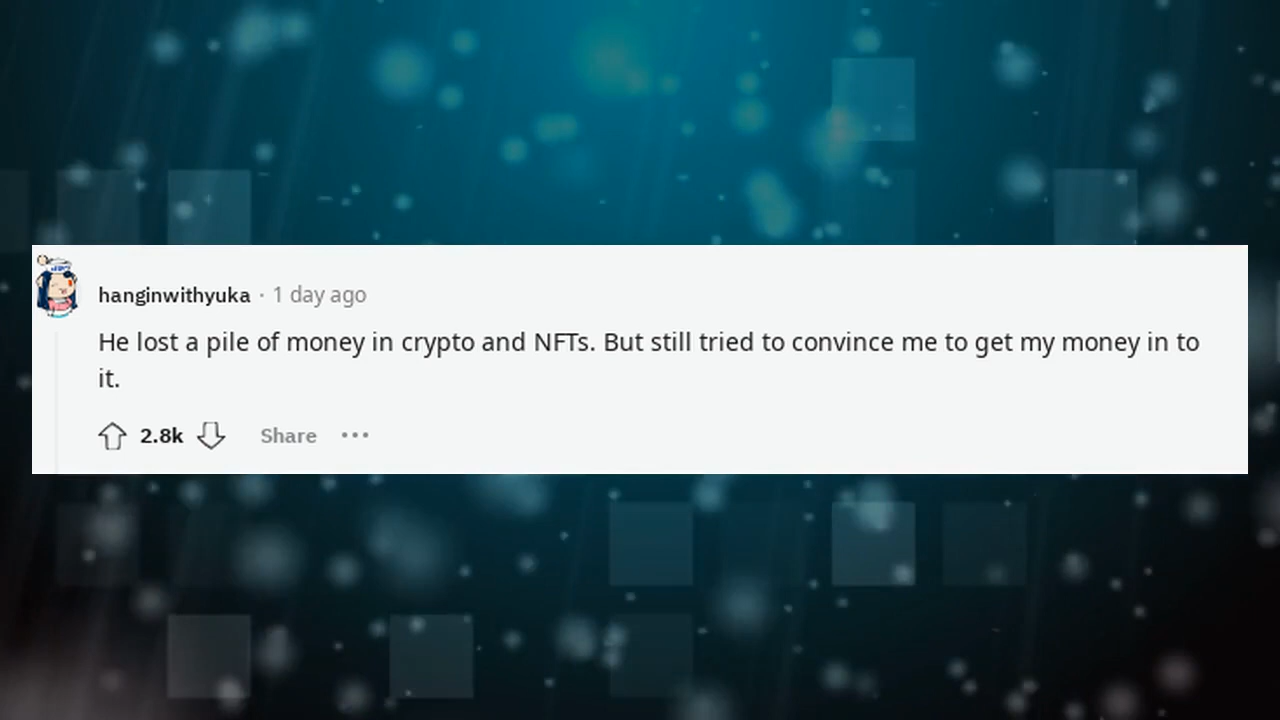 hanginwithyuka · 1 day ago
He lost a pile of money in crypto and NFTs. But still tried to convince me to get my money in to
it.
2.8k Share